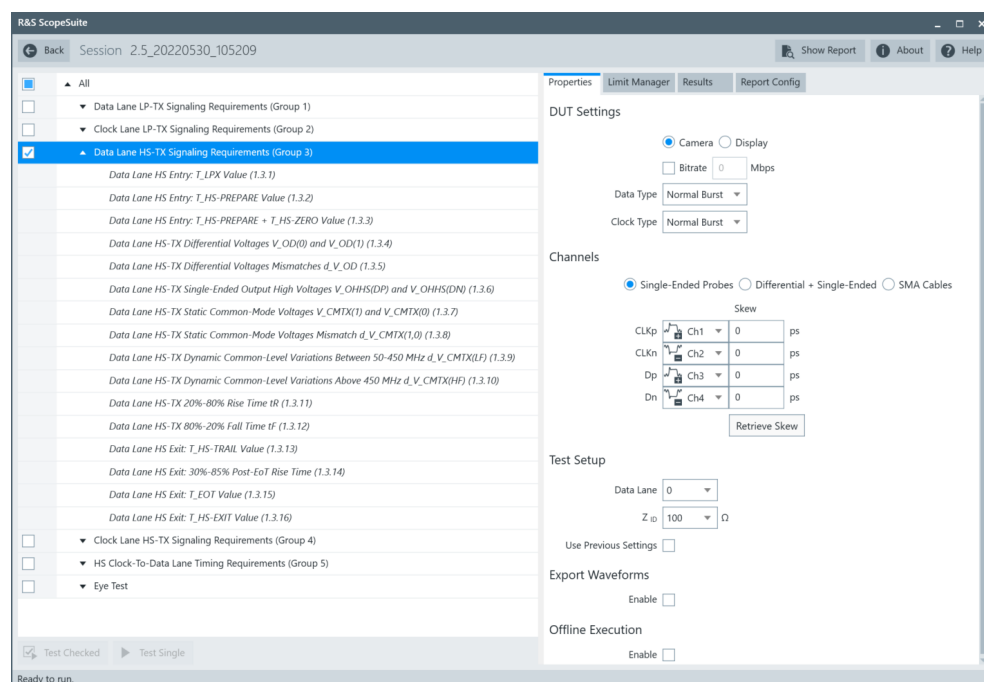 R&S ScopeSuite
Back Session 2.5_20220530_105209 Show Report About Help
All
Data Lane LP-TX Signaling Requirements (Group 1)
Clock Lane LP-TX Signaling Requirements (Group 2)
Data Lane HS-TX Signaling Requirements (Group 3)
Data Lane HS Entry: T_LPX Value (1.3.1)
Data Lane HS Entry: T_HS-PREPARE Value (1.3.2)
Data Lane HS Entry: T_HS-PREPARE + T_HS-ZERO Value (1.3.3)
Data Lane HS-TX Differential Voltages V_OD(0) and V_OD(1) (1.3.4)
Data Lane HS-TX Differential Voltages Mismatches d_V_OD (1.3.5)
Data Lane HS-TX Single-Ended Output High Voltages V_OHHS(DP) and V_OHHS(DN) (1.3.6)
Data Lane HS-TX Static Common-Mode Voltages V_CMTX(1) and V_CMTX(0) (1.3.7)
Data Lane HS-TX Static Common-Mode Voltages Mismatch d_V_CMTX(1,0) (1.3.8)
Data Lane HS-TX Dynamic Common-Level Variations Between 50-450 MHz d_V_CMTX(LF) (1.3.9)
Data Lane HS-TX Dynamic Common-Level Variations Above 450 MHz d_V_CMTX(HF) (1.3.10)
Data Lane HS-TX 20%-80% Rise Time tR (1.3.11)
Data Lane HS-TX 80%-20% Fall Time tF (1.3.12)
Data Lane HS Exit: T_HS-TRAIL Value (1.3.13)
Data Lane HS Exit: 30%-85% Post-EoT Rise Time (1.3.14)
Data Lane HS Exit: T_EOT Value (1.3.15)
Data Lane HS Exit: T_HS-EXIT Value (1.3.16)
Clock Lane HS-TX Signaling Requirements (Group 4)
HS Clock-To-Data Lane Timing Requirements (Group 5)
Eye Test
Test Checked Test Single
Properties Limit Manager Results Report Config
DUT Settings
Camera Display
Bitrate 0 Mbps
Data Type Normal Burst
Clock Type Normal Burst
Channels
Single-Ended Probes Differential + Single-Ended SMA Cables
Skew
CLKp Ch1 0 ps
CLKn Ch2 0 ps
Dp Ch3 0 ps
Dn Ch4 0 ps
Retrieve Skew
Test Setup
Data Lane 0
Z ID 100 Ω
Use Previous Settings
Export Waveforms
Enable
Offline Execution
Enable
Ready to run.